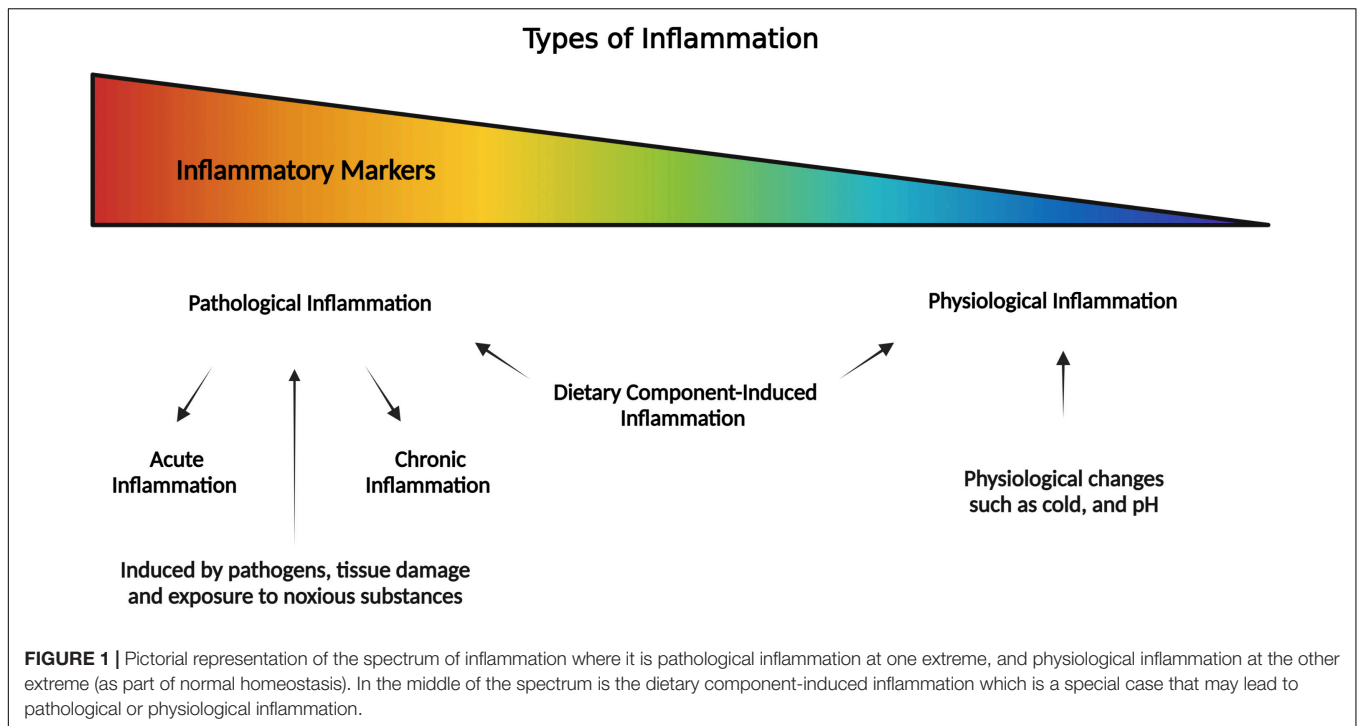 Types of Inflammation
Inflammatory Markers
Pathological Inflammation
Physiological Inflammation
Dietary Component-Induced
Inflammation
Acute
Inflammation
Chronic
Inflammation
Physiological changes
such as cold, and pH
Induced by pathogens, tissue damage
and exposure to noxious substances
FIGURE 1 | Pictorial representation of the spectrum of inflammation where it is pathological inflammation at one extreme, and physiological inflammation at the other
extreme (as part of normal homeostasis). In the middle of the spectrum is the dietary component-induced inflammation which is a special case that may lead to
pathological or physiological inflammation.